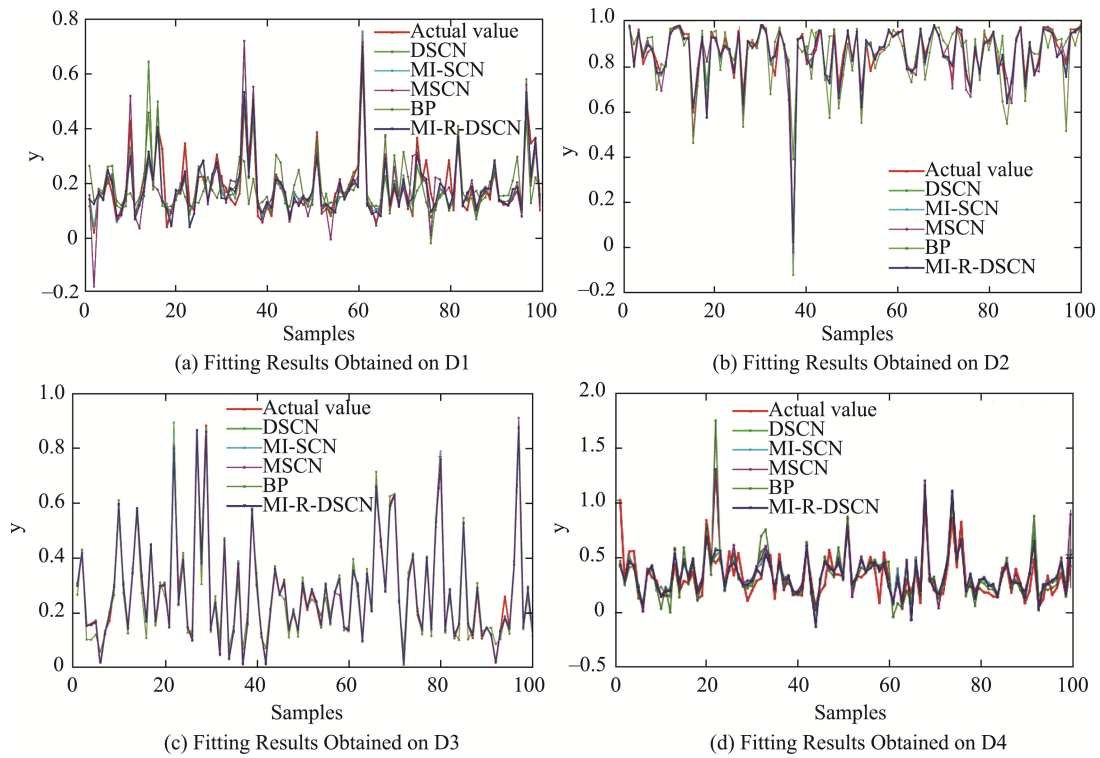 0.8
0.6
0.4
0.2
0
−0.2
y
0
20
40
60
80
100
Samples
Actual value
DSCN
MI-SCN
MSCN
BP
MI-R-DSCN
(a) Fitting Results Obtained on D1
1.0
0.8
0.6
0.4
0.2
0
−0.2
y
0
20
40
60
80
100
Samples
Actual value
DSCN
MI-SCN
MSCN
BP
MI-R-DSCN
(b) Fitting Results Obtained on D2
1.0
0.8
0.6
0.4
0.2
0
y
0
20
40
60
80
100
Samples
Actual value
DSCN
MI-SCN
MSCN
BP
MI-R-DSCN
(c) Fitting Results Obtained on D3
2.0
1.5
1.0
0.5
0
−0.5
y
0
20
40
60
80
100
Samples
Actual value
DSCN
MI-SCN
MSCN
BP
MI-R-DSCN
(d) Fitting Results Obtained on D4